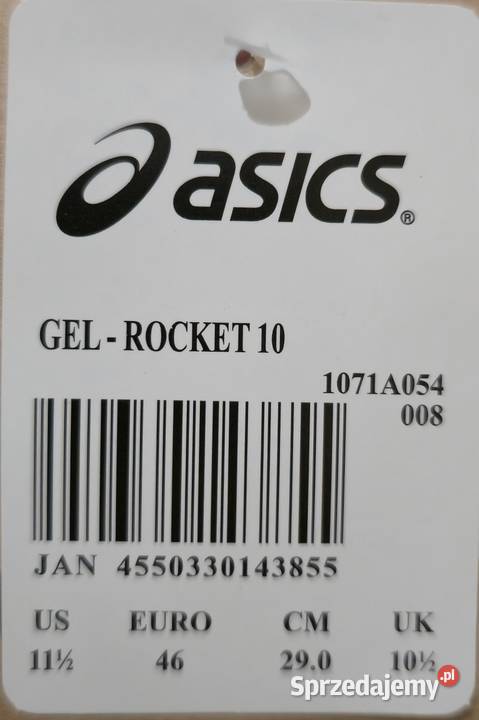 asics®
GEL - ROCKET 10
1071A054
008
JAN 4550330143855
US EURO CM UK
11½ 46 29.0 10½
Sprzedajemy.pl